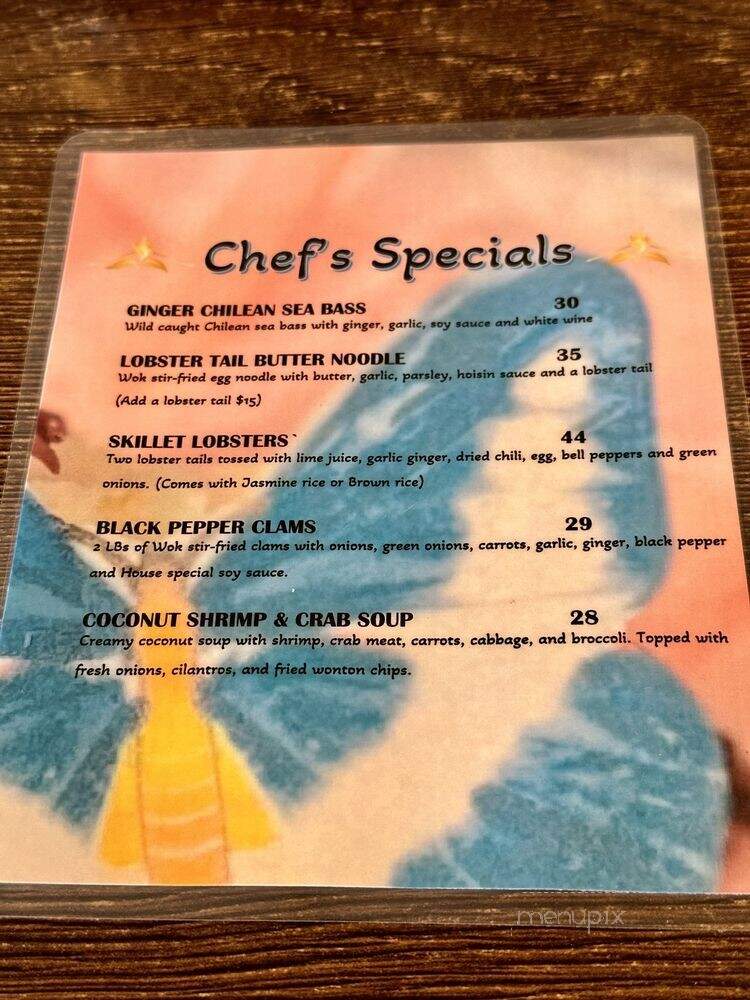 Chef's Specials
GINGER CHILEAN SEA BASS 30
Wild caught Chilean sea bass with ginger, garlic, soy sauce and white wine
LOBSTER TAIL BUTTER NOODLE 35
Wok stir-fried egg noodle with butter, garlic, parsley, hoisin sauce and a lobster tail
(Add a lobster tail $15)
SKILLET LOBSTERS` 44
Two lobster tails tossed with lime juice, garlic ginger, dried chili, egg, bell peppers and green
onions. (Comes with Jasmine rice or Brown rice)
BLACK PEPPER CLAMS 29
2 LBs of Wok stir-fried clams with onions, green onions, carrots, garlic, ginger, black pepper
and House special soy sauce.
COCONUT SHRIMP & CRAB SOUP 28
Creamy coconut soup with shrimp, crab meat, carrots, cabbage, and broccoli. Topped with
fresh onions, cilantros, and fried wonton chips.
menupix